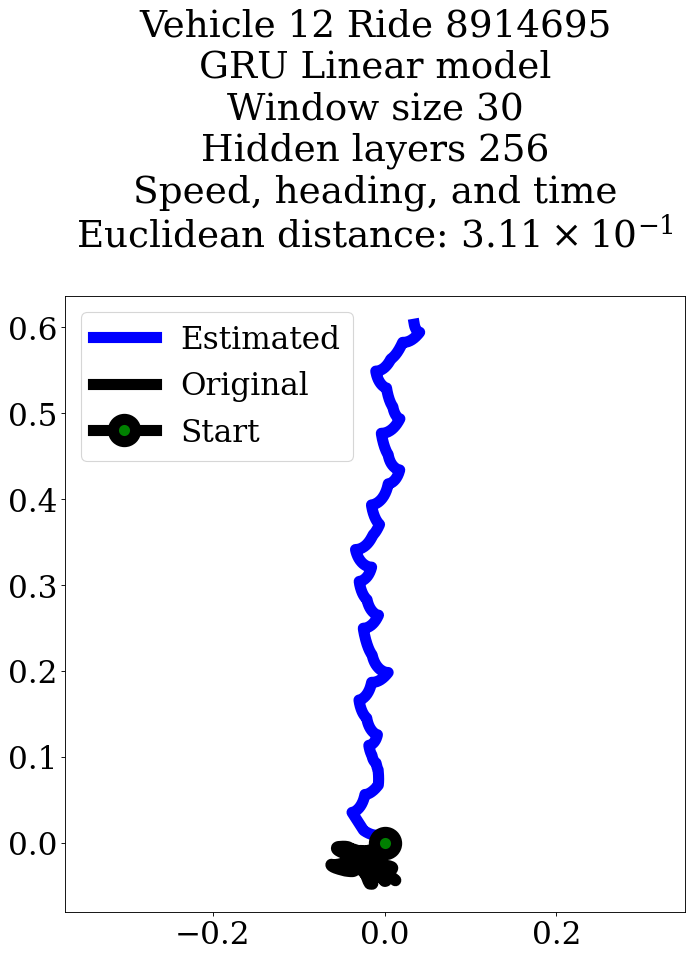 Vehicle 12 Ride 8914695
GRU Linear model
Window size 30
Hidden layers 256
Speed, heading, and time
Euclidean distance: 3.11 × 10⁻¹
Estimated
Original
Start
0.6
0.5
0.4
0.3
0.2
0.1
0.0
−0.2 0.0 0.2